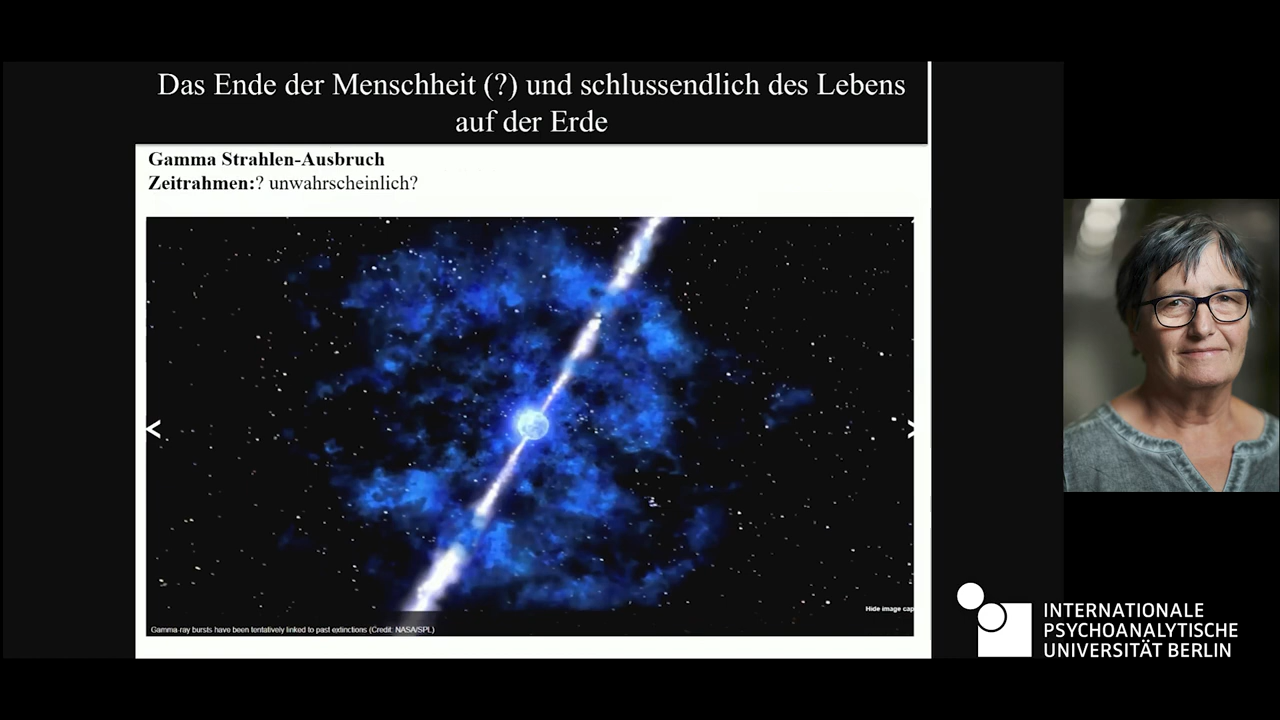 Das Ende der Menschheit (?) und schlussendlich des Lebens
auf der Erde
Gamma Strahlen-Ausbruch
Zeitrahmen:? unwahrscheinlich?
<
>
Hide image cap
Gamma-ray bursts have been tentatively linked to past extinctions (Credit: NASA/SPL)
INTERNATIONALE
PSYCHOANALYTISCHE
UNIVERSITÄT BERLIN